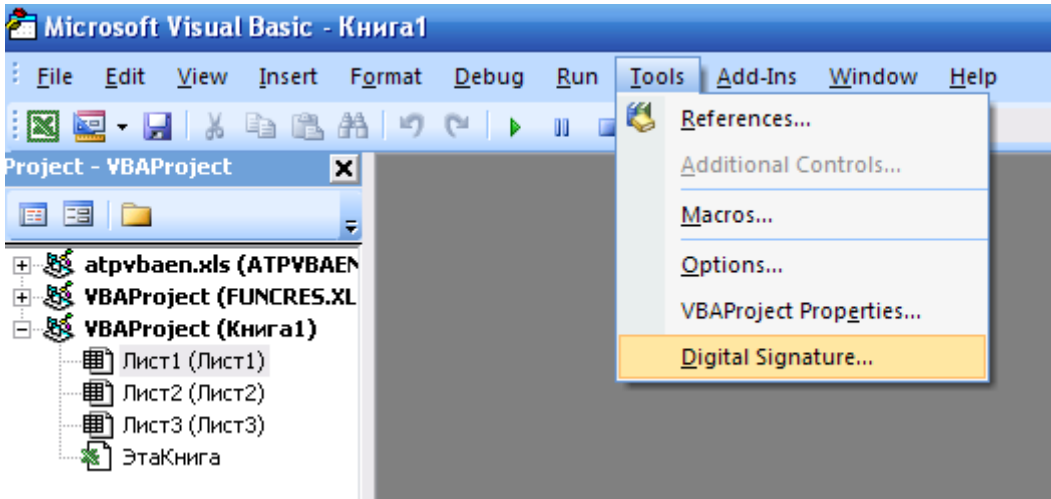 Microsoft Visual Basic - Книга1
File Edit View Insert Format Debug Run Tools Add-Ins Window Help
References...
Additional Controls...
Macros...
Options...
VBAProject Properties...
Digital Signature...
Project - VBAProject
atpvbaen.xls (ATPVBAEN
VBAProject (FUNCRES.XL
VBAProject (Книга1)
Лист1 (Лист1)
Лист2 (Лист2)
Лист3 (Лист3)
ЭтаКнига